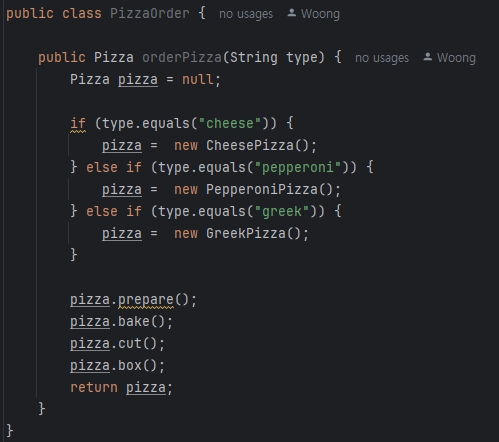 public class PizzaOrder { no usages Woong
public Pizza orderPizza(String type) { no usages Woong
Pizza pizza = null;
if (type.equals("cheese")) {
pizza =  new CheesePizza();
} else if (type.equals("pepperoni")) {
pizza =  new PepperoniPizza();
} else if (type.equals("greek")) {
pizza =  new GreekPizza();
}
pizza.prepare();
pizza.bake();
pizza.cut();
pizza.box();
return pizza;
}
}